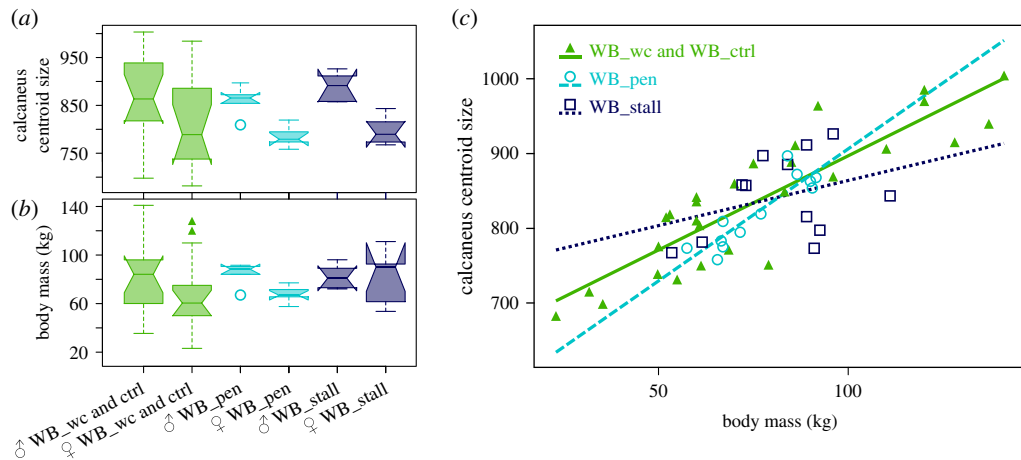 (a)
calcaneus
centroid size
950
850
750
(b)
body mass (kg)
140
100
60
20
♂ WB_wc and ctrl
♀ WB_wc and ctrl
♂ WB_pen
♀ WB_pen
♂ WB_stall
♀ WB_stall
(c)
calcaneus centroid size
1000
900
800
700
WB_wc and WB_ctrl
WB_pen
WB_stall
50
100
body mass (kg)